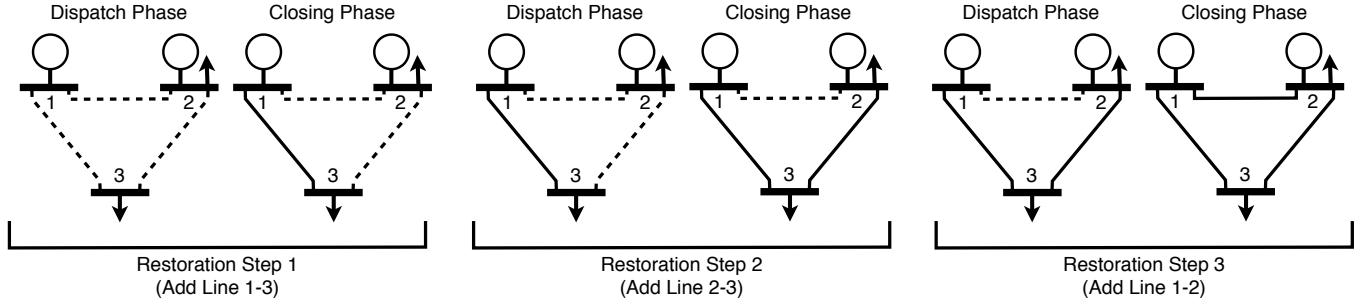 Dispatch Phase
Closing Phase
1
2
3
1
2
3
Restoration Step 1
(Add Line 1-3)
Dispatch Phase
Closing Phase
1
2
3
1
2
3
Restoration Step 2
(Add Line 2-3)
Dispatch Phase
Closing Phase
1
2
3
1
2
3
Restoration Step 3
(Add Line 1-2)